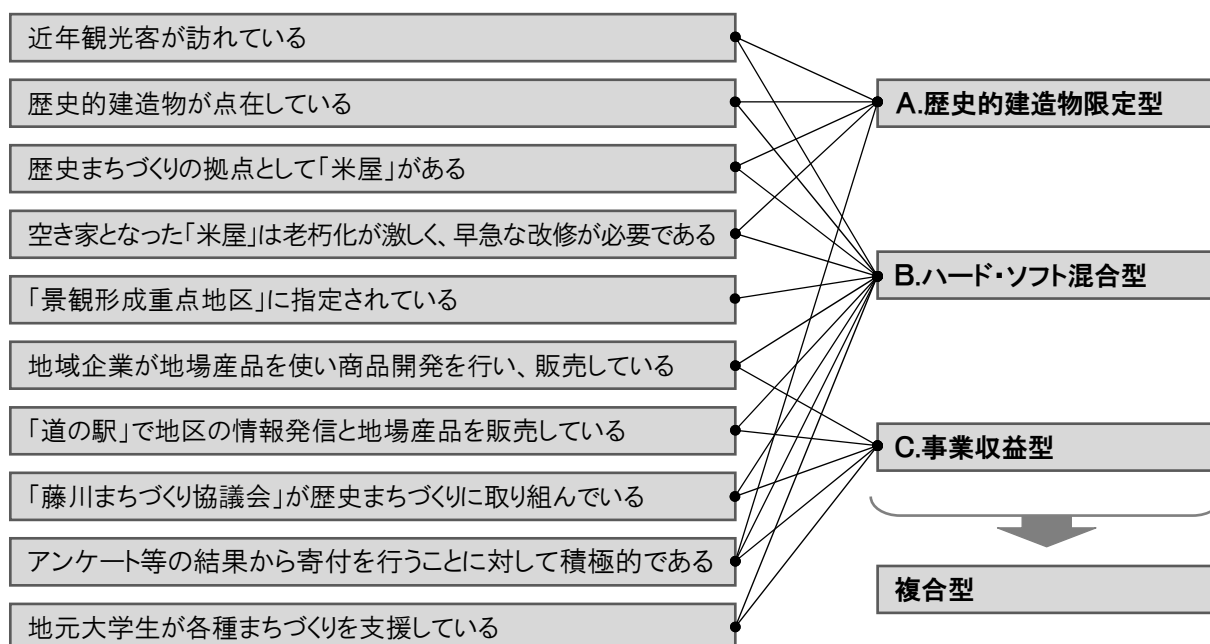 近年観光客が訪れている
歴史的建造物が点在している
歴史まちづくりの拠点として「米屋」がある
空き家となった「米屋」は老朽化が激しく、早急な改修が必要である
「景観形成重点地区」に指定されている
地域企業が地場産品を使い商品開発を行い、販売している
「道の駅」で地区の情報発信と地場産品を販売している
「藤川まちづくり協議会」が歴史まちづくりに取り組んでいる
アンケート等の結果から寄付を行うことに対して積極的である
地元大学生が各種まちづくりを支援している
A.歴史的建造物限定型
B.ハード・ソフト混合型
C.事業収益型
複合型